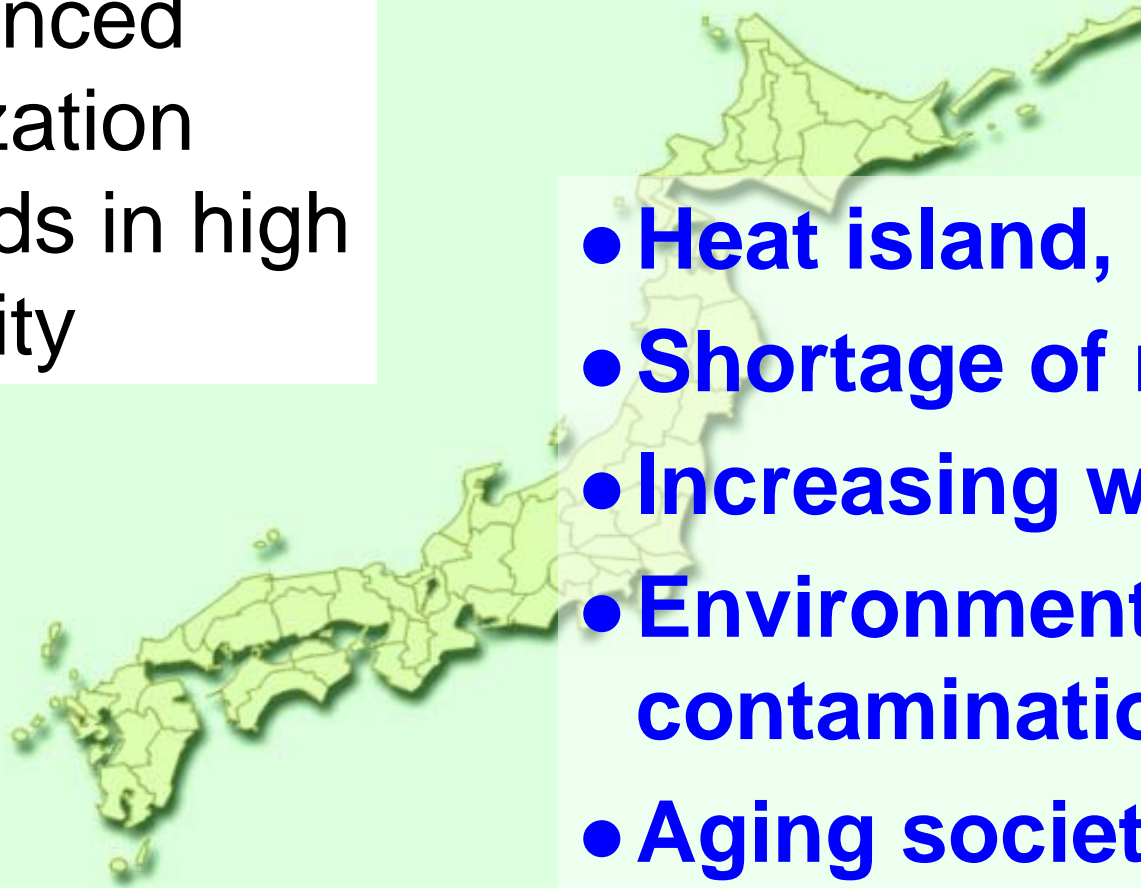 nced
zation
ds in high
ity
● Heat island,
● Shortage of
● Increasing w
● Environment
contaminatio
● Aging societ